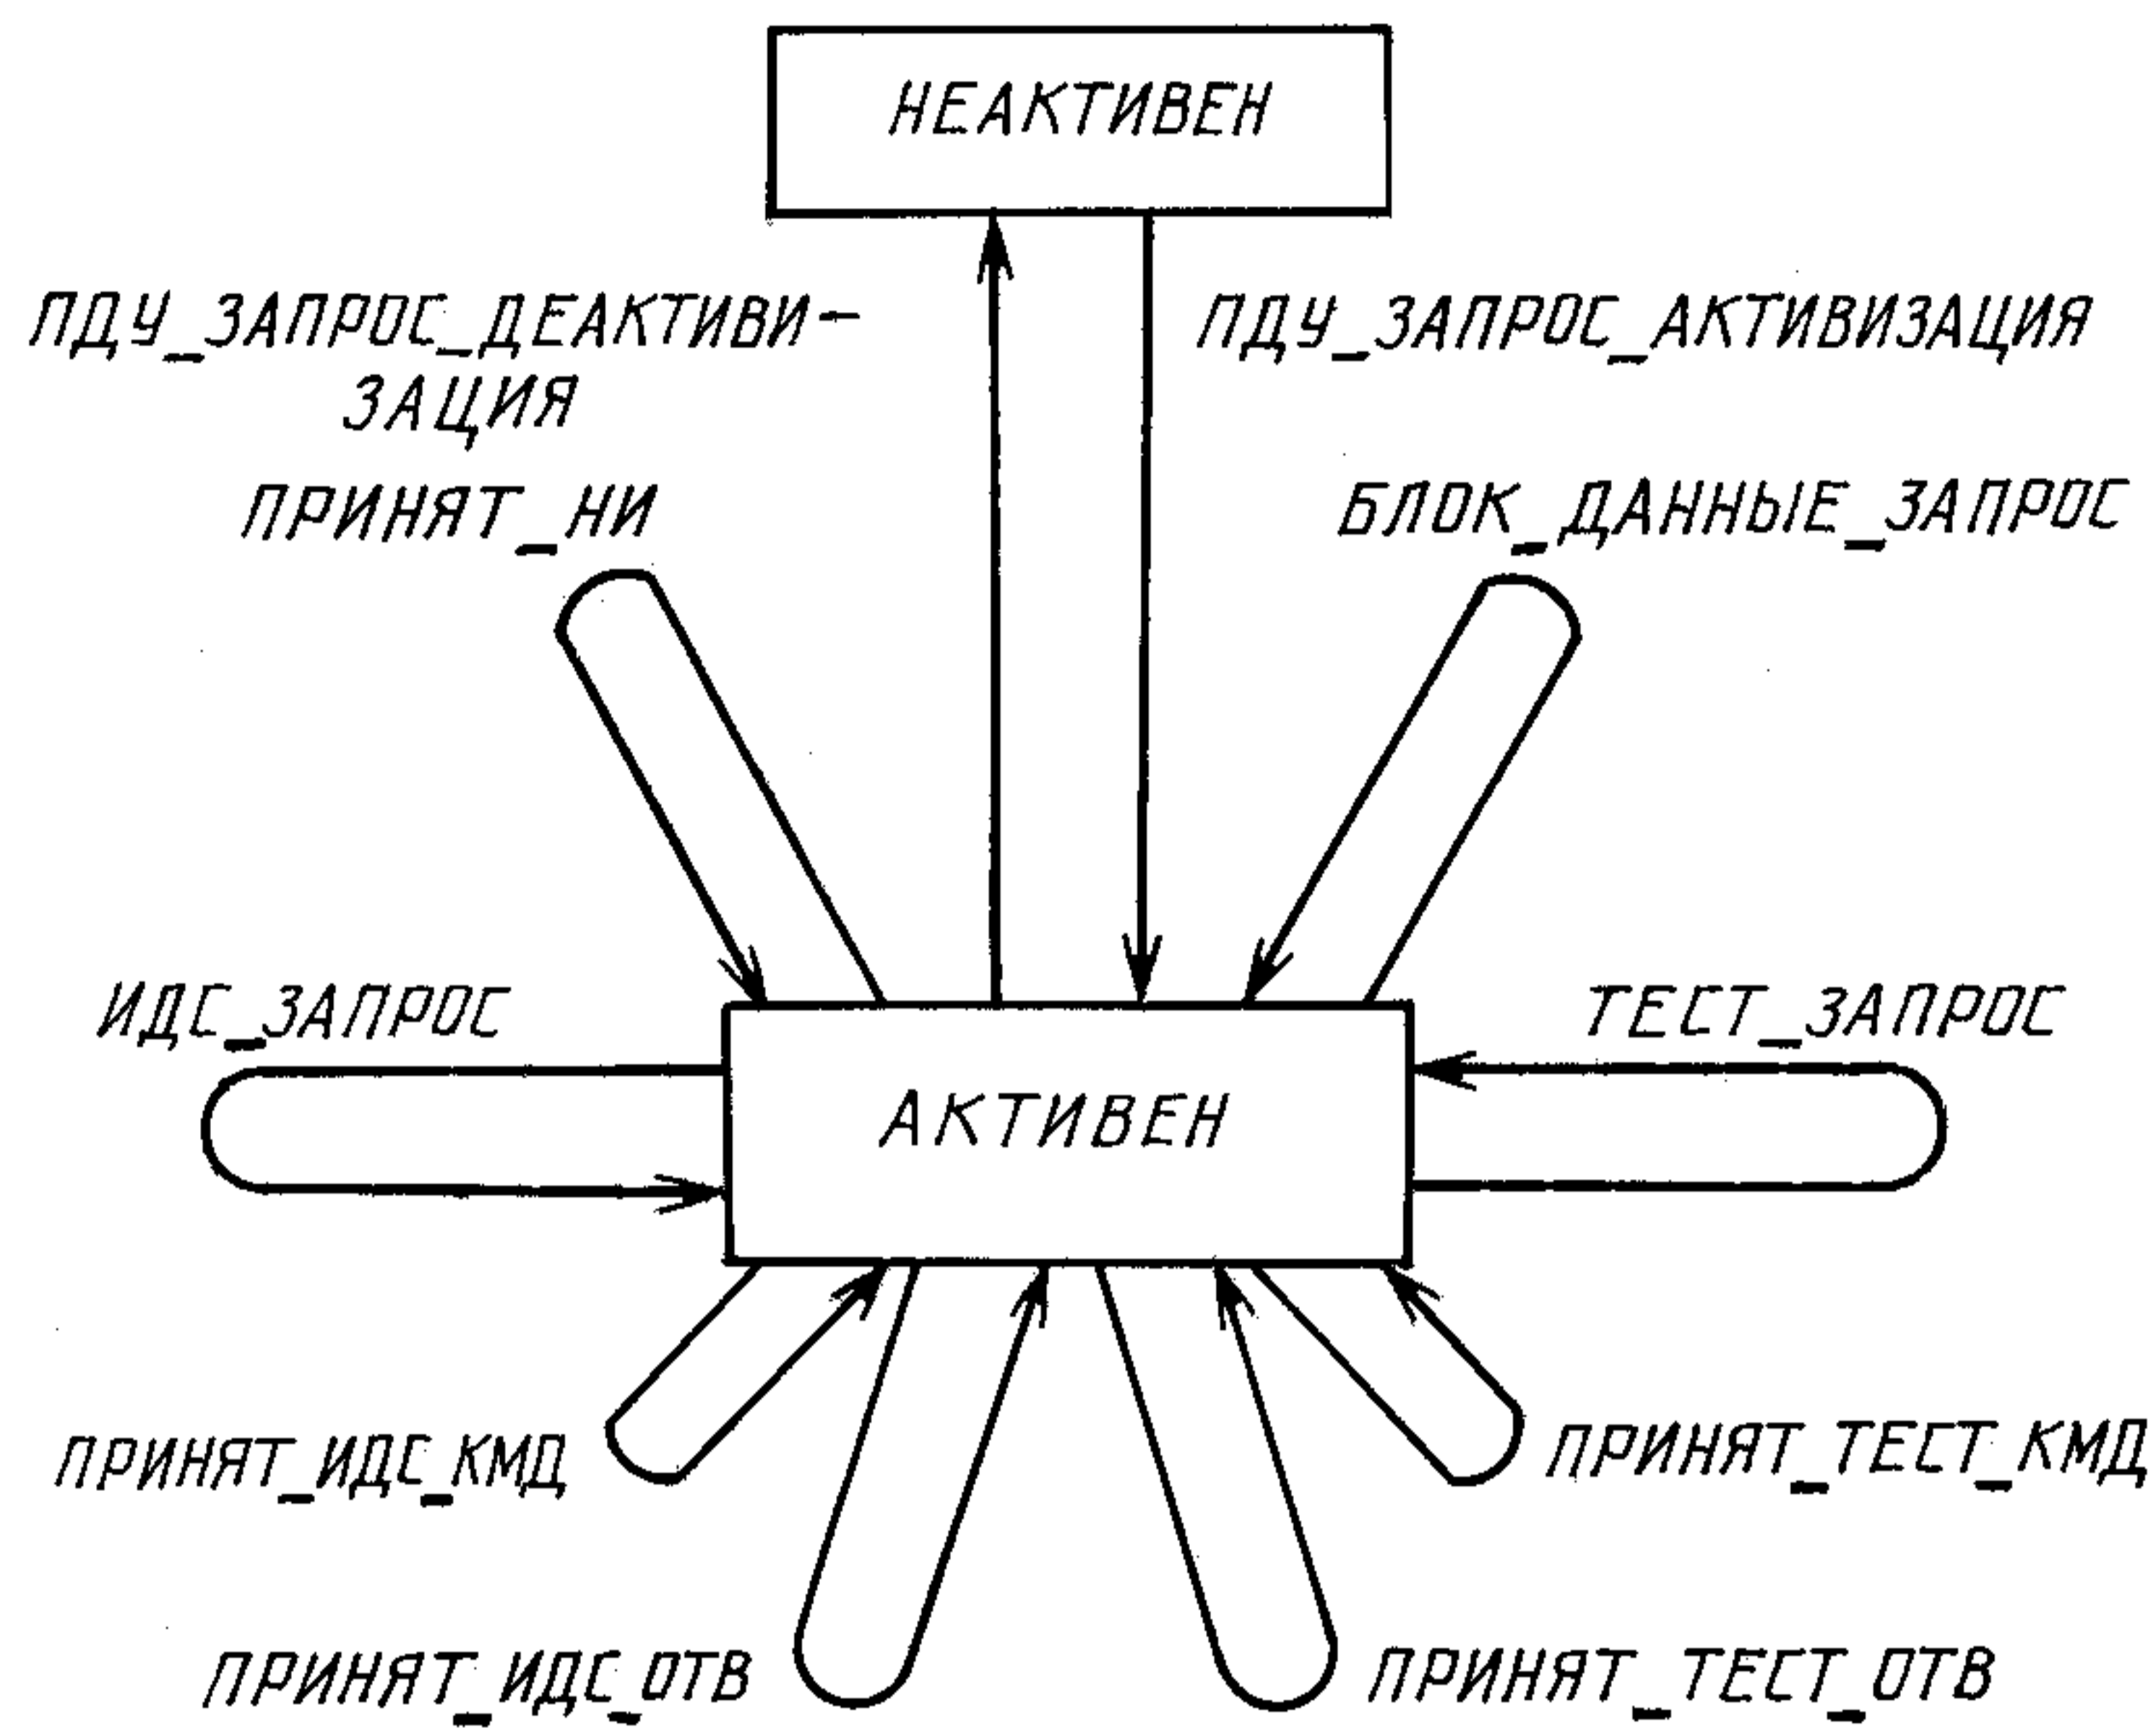 НЕАКТИВЕН
ПДУ_ЗАПРОС_ДЕАКТИВИ-
ЗАЦИЯ
ПДУ_ЗАПРОС_АКТИВИЗАЦИЯ
ПРИНЯТ_НИ
БЛОК_ДАННЫЕ_ЗАПРОС
ИДС_ЗАПРОС
ТЕСТ_ЗАПРОС
АКТИВЕН
ПРИНЯТ_ИДС_КМД
ПРИНЯТ_ТЕСТ_КМД
ПРИНЯТ_ИДС_ОТВ
ПРИНЯТ_ТЕСТ_ОТВ